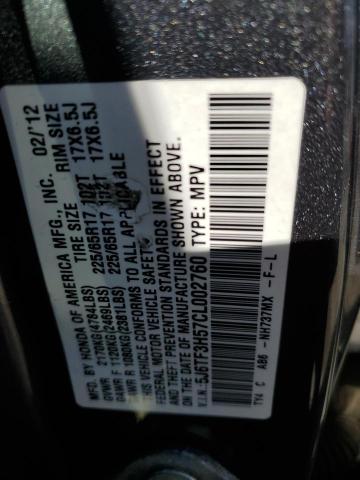 MFD. BY HONDA OF AMERICA MFG., INC. 02/'12
TIRE SIZE RIM SIZE
GVWR 2170KG(4784LBS)
GAWR F 1120KG(2469LBS) 225/65R17 102T 17X6.5J
GAWR R 1080KG(2381LBS) 225/65R17 102T 17X6.5J
THIS VEHICLE CONFORMS TO ALL APPLICABLE
FEDERAL MOTOR VEHICLE SAFETY AND
THEFT PREVENTION STANDARDS IN EFFECT
ON THE DATE OF MANUFACTURE SHOWN ABOVE.
V.I.N.: 5J6TF3H57CL002760 TYPE: MPV
TY4 C AB6 -NH737MX -F-L